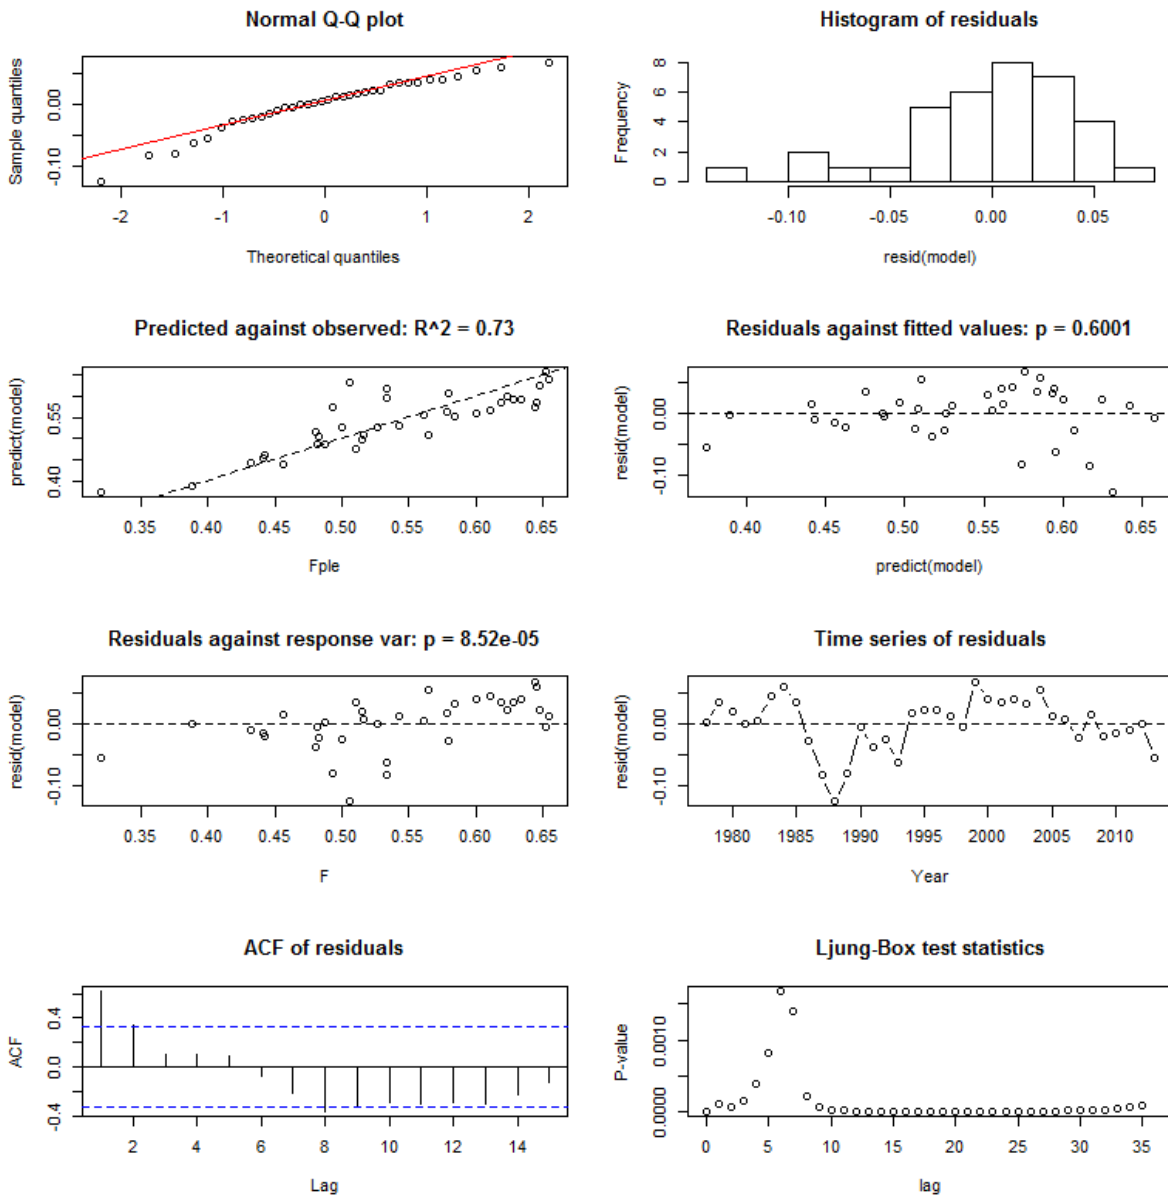 Normal Q-Q plot
Sample quantiles
-0.10 0.00
-2 -1 0 1 2
Theoretical quantiles
Histogram of residuals
Frequency
0 2 4 6 8
-0.10 -0.05 0.00 0.05
resid(model)
Predicted against observed: R^2 = 0.73
predict(model)
0.40 0.55
0.35 0.40 0.45 0.50 0.55 0.60 0.65
Fple
Residuals against fitted values: p = 0.6001
resid(model)
-0.10 0.00
0.40 0.45 0.50 0.55 0.60 0.65
predict(model)
Residuals against response var: p = 8.52e-05
resid(model)
-0.10 0.00
0.35 0.40 0.45 0.50 0.55 0.60 0.65
F
Time series of residuals
resid(model)
-0.10 0.00
1980 1985 1990 1995 2000 2005 2010
Year
ACF of residuals
ACF
-0.4 0.0 0.4
2 4 6 8 10 12 14
Lag
Ljung-Box test statistics
P-value
0.0000 0.0010
0 5 10 15 20 25 30 35
lag